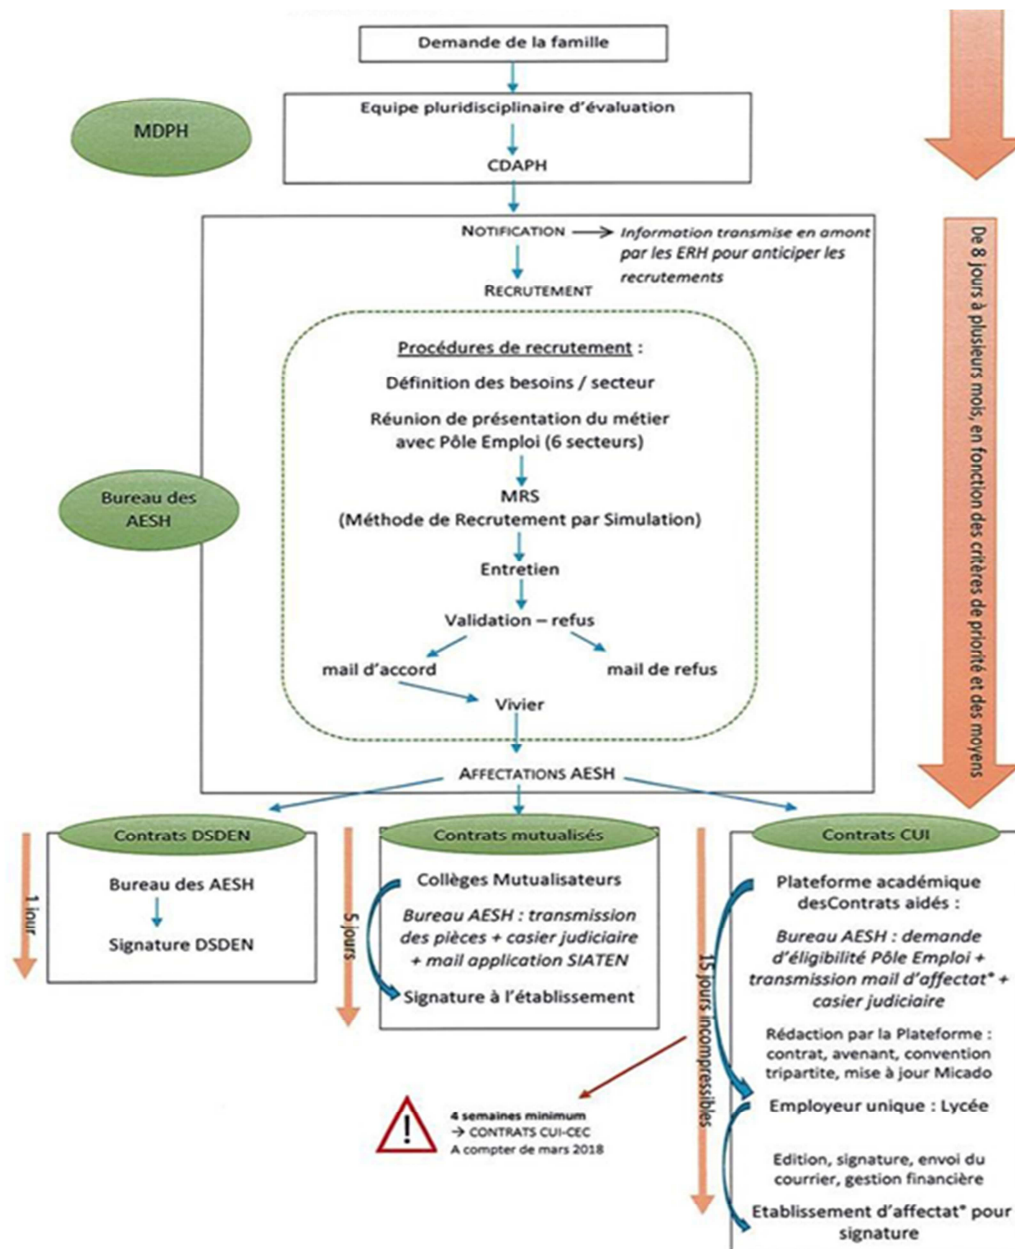 Demande de la famille
MDPH
Equipe pluridisciplinaire d'évaluation
CDAPH
NOTIFICATION → Information transmise en amont
par les ERH pour anticiper les
recrutements
RECRUTEMENT
De 8 jours à plusieurs mois, en fonction des critères de priorité et des moyens
Procédures de recrutement :
Définition des besoins / secteur
Réunion de présentation du métier
avec Pôle Emploi (6 secteurs)
Bureau des
AESH
MRS
(Méthode de Recrutement par Simulation)
Entretien
Validation – refus
mail d'accord
mail de refus
Vivier
AFFECTATIONS AESH
Contrats DSDEN
1 jour
Bureau des AESH
Signature DSDEN
Contrats mutualisés
5 jours
Collèges Mutualisateurs
Bureau AESH : transmission
des pièces + casier judiciaire
+ mail application SIATEN
Signature à l'établissement
Contrats CUI
15 jours incompressibles
Plateforme académique
desContrats aidés :
Bureau AESH : demande
d'éligibilité Pôle Emploi +
transmission mail d'affectat° +
casier judiciaire
Rédaction par la Plateforme :
contrat, avenant, convention
tripartite, mise à jour Micado
Employeur unique : Lycée
Edition, signature, envoi du
courrier, gestion financière
Etablissement d'affectat° pour
signature
!
4 semaines minimum
→ CONTRATS CUI-CEC
A compter de mars 2018